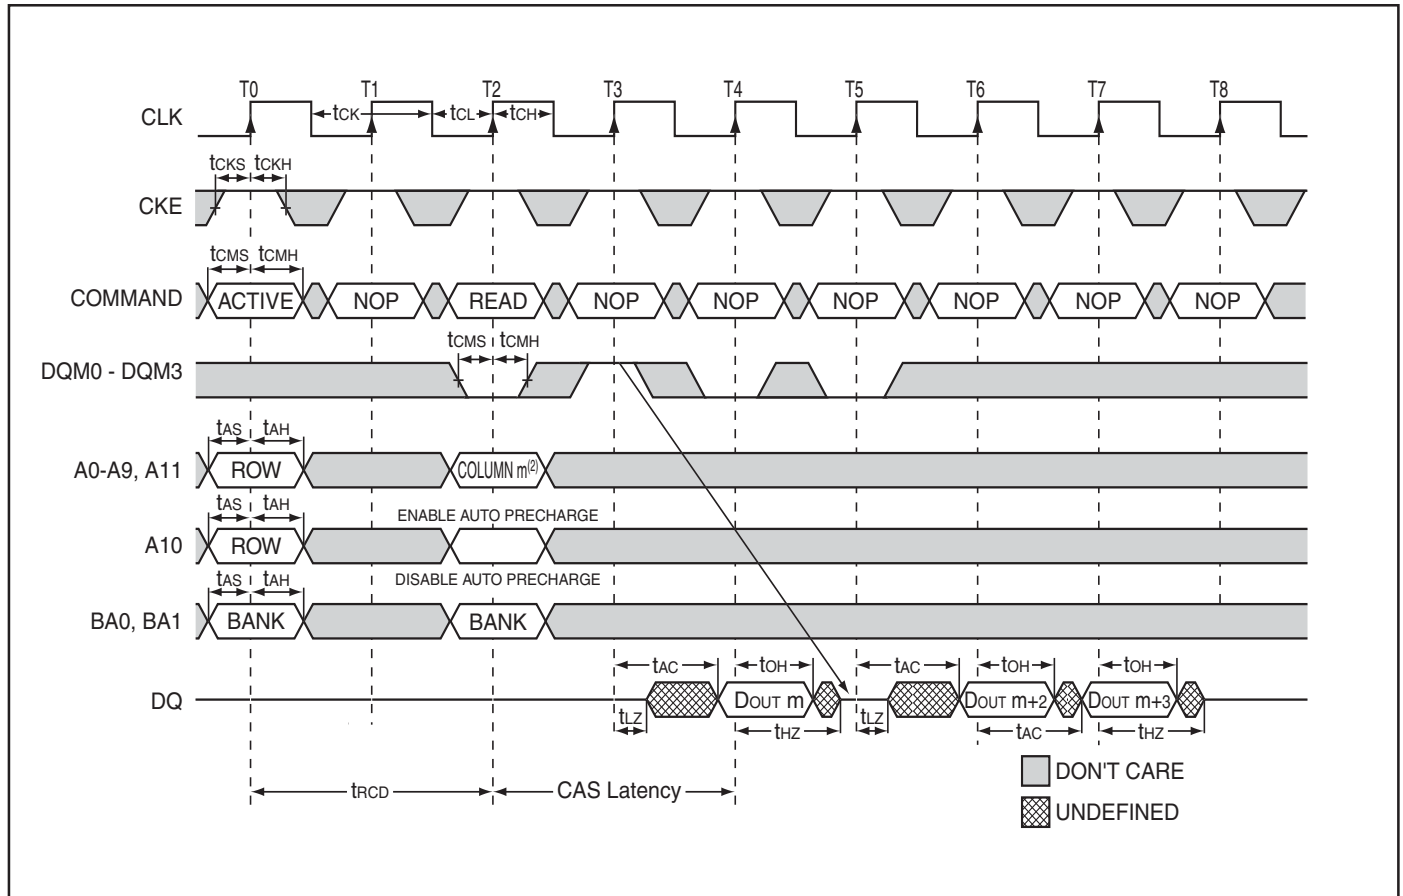 T0 T1 T2 T3 T4 T5 T6 T7 T8
CLK tCK tCL tCH
tCKS tCKH
CKE
tCMS tCMH
COMMAND ACTIVE NOP READ NOP NOP NOP NOP NOP NOP
tCMS tCMH
DQM0 - DQM3
tAS tAH
A0-A9, A11 ROW COLUMN m(2)
tAS tAH ENABLE AUTO PRECHARGE
A10 ROW
tAS tAH DISABLE AUTO PRECHARGE
BA0, BA1 BANK BANK
tAC tOH tAC tOH tOH
DQ DOUT m DOUT m+2 DOUT m+3
tLZ tHZ tLZ tAC tHZ
DON'T CARE
tRCD CAS Latency
UNDEFINED